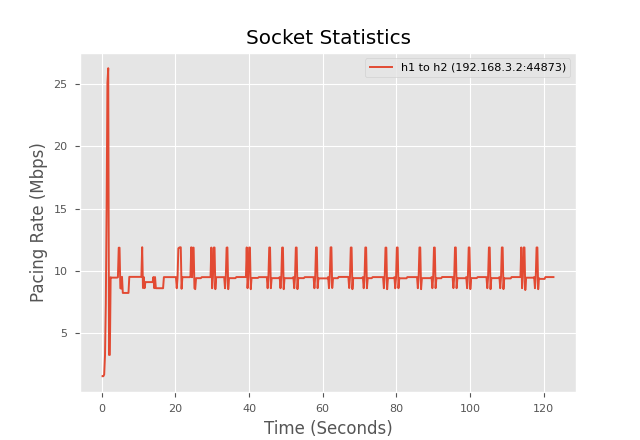 Socket Statistics
h1 to h2 (192.168.3.2:44873)
Pacing Rate (Mbps)
25
20
15
10
5
0 20 40 60 80 100 120
Time (Seconds)